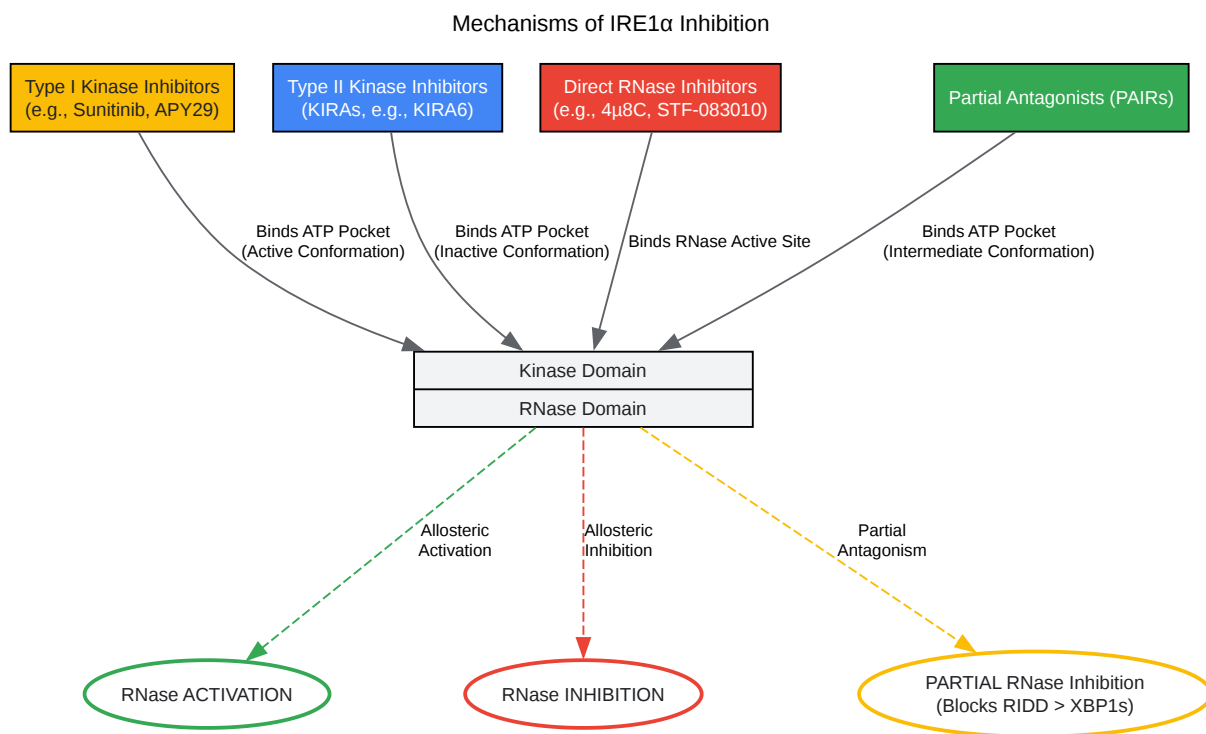 Mechanisms of IRE1α Inhibition
Type I Kinase Inhibitors
(e.g., Sunitinib, APY29)
Type II Kinase Inhibitors
(KIRAs, e.g., KIRA6)
Direct RNase Inhibitors
(e.g., 4µ8C, STF-083010)
Partial Antagonists (PAIRs)
Binds ATP Pocket
(Active Conformation)
Binds ATP Pocket
(Inactive Conformation)
Binds RNase Active Site
Binds ATP Pocket
(Intermediate Conformation)
Kinase Domain
RNase Domain
Allosteric
Activation
Allosteric
Inhibition
Partial
Antagonism
RNase ACTIVATION
RNase INHIBITION
PARTIAL RNase Inhibition
(Blocks RIDD > XBP1s)